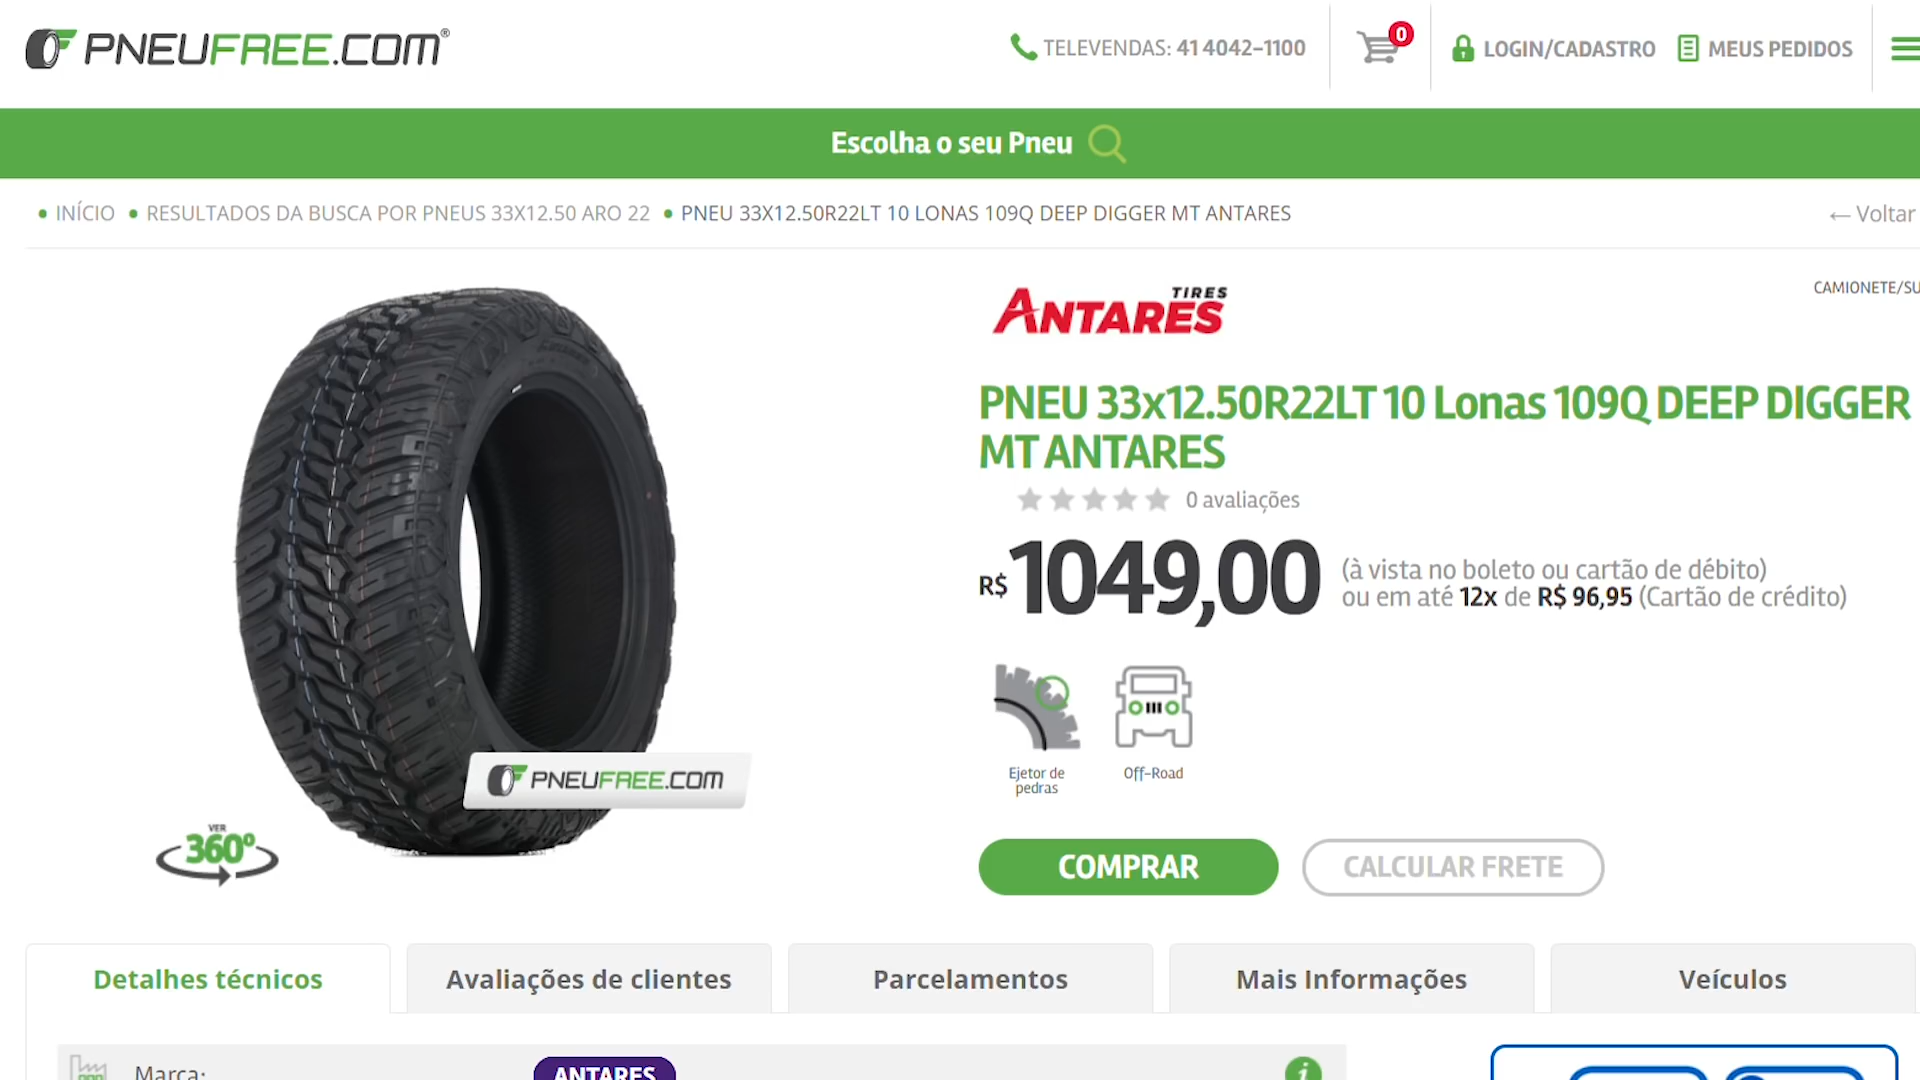 PNEUFREE.COM®
TELEVENDAS: 41 4042-1100
0
LOGIN/CADASTRO
MEUS PEDIDOS
Escolha o seu Pneu
• INÍCIO • RESULTADOS DA BUSCA POR PNEUS 33X12.50 ARO 22 • PNEU 33X12.50R22LT 10 LONAS 109Q DEEP DIGGER MT ANTARES
← Voltar
ANTARES TIRES
CAMIONETE/SU
PNEU 33x12.50R22LT 10 Lonas 109Q DEEP DIGGER
MT ANTARES
0 avaliações
R$ 1049,00
(à vista no boleto ou cartão de débito)
ou em até 12x de R$ 96,95 (Cartão de crédito)
Ejetor de
pedras
Off-Road
PNEUFREE.COM
VER
360º
COMPRAR
CALCULAR FRETE
Detalhes técnicos
Avaliações de clientes
Parcelamentos
Mais Informações
Veículos
Marca:
ANTARES
i